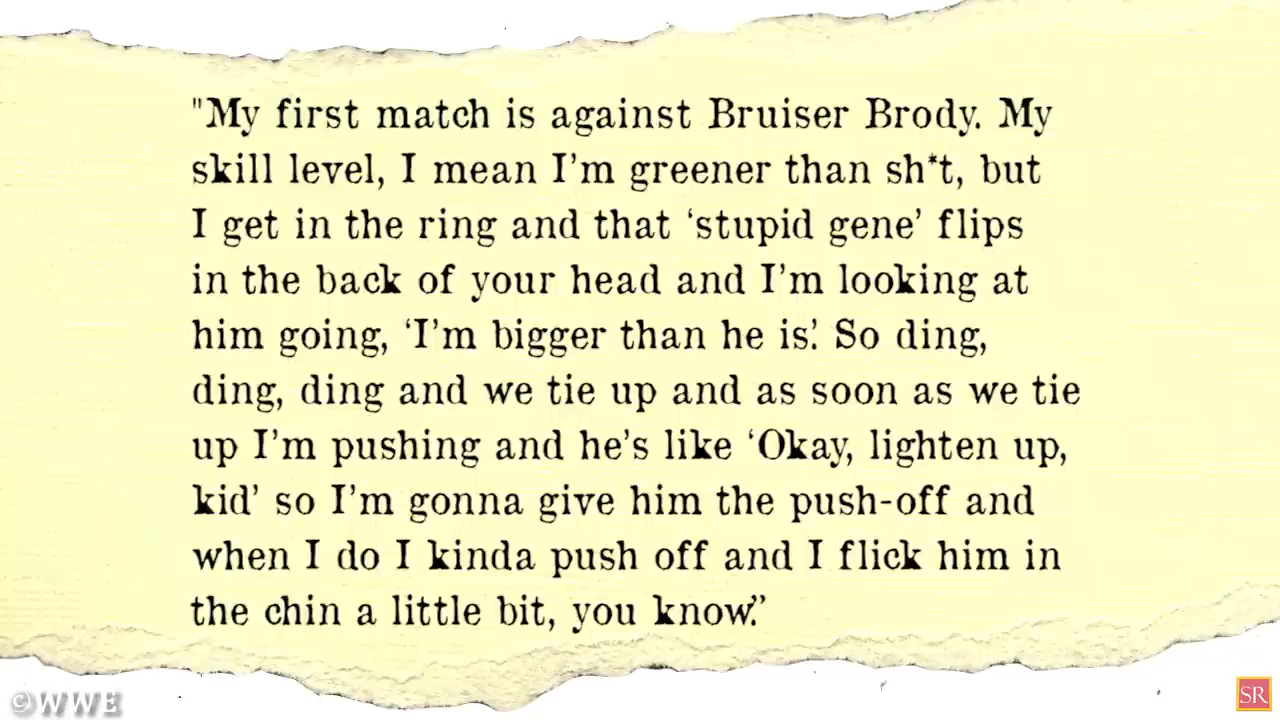 "My first match is against Bruiser Brody. My
skill level, I mean I'm greener than sh*t, but
I get in the ring and that ‘stupid gene’ flips
in the back of your head and I'm looking at
him going, ‘I'm bigger than he is.’ So ding,
ding, ding and we tie up and as soon as we tie
up I'm pushing and he's like ‘Okay, lighten up,
kid’ so I'm gonna give him the push-off and
when I do I kinda push off and I flick him in
the chin a little bit, you know.”
©WWE
SR